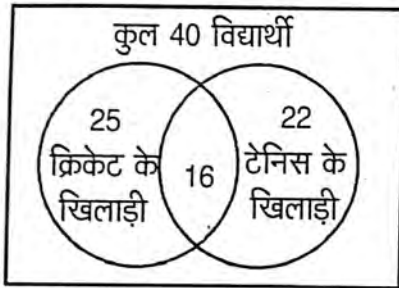 कुल 40 विद्यार्थी
25
क्रिकेट के
खिलाड़ी
16
22
टेनिस के
खिलाड़ी